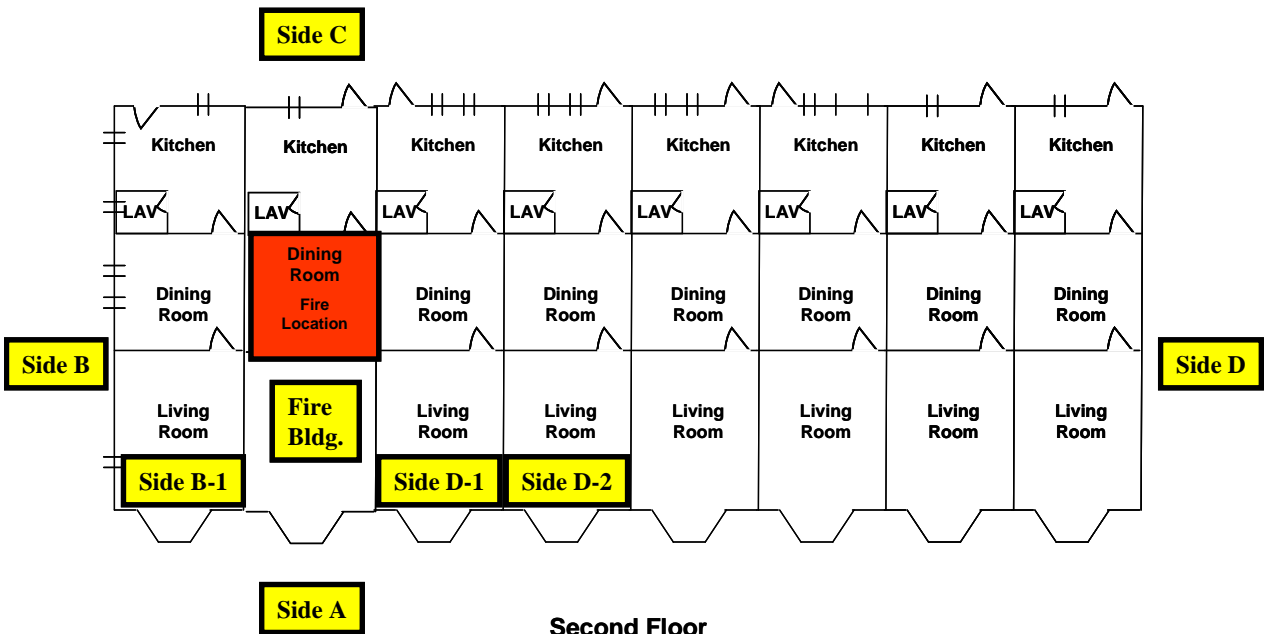 Side C
Kitchen
Kitchen
Kitchen
Kitchen
Kitchen
Kitchen
Kitchen
Kitchen
LAV
LAV
LAV
LAV
LAV
LAV
LAV
LAV
Dining
Room
Dining
Room
Fire
Location
Dining
Room
Dining
Room
Dining
Room
Dining
Room
Dining
Room
Dining
Room
Side B
Side D
Living
Room
Fire
Bldg.
Living
Room
Living
Room
Living
Room
Living
Room
Living
Room
Living
Room
Side B-1
Side D-1
Side D-2
Side A
Second Floor